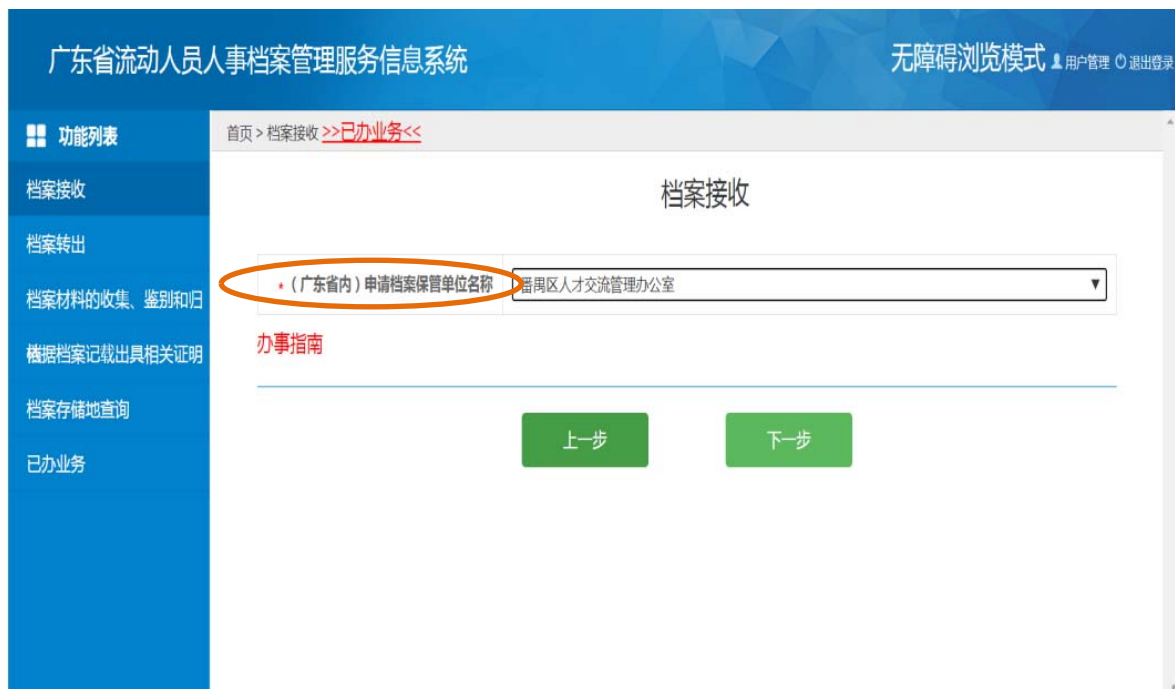 广东省流动人员人事档案管理服务信息系统
无障碍浏览模式 用户管理 退出登录
功能列表
首页 > 档案接收 >>已办业务<<
档案接收
档案接收
档案转出
* （广东省内）申请档案保管单位名称 番禺区人才交流管理办公室
档案材料的收集、鉴别和归
办事指南
据档案记载出具相关证明
档案存储地查询
上一步 下一步
已办业务